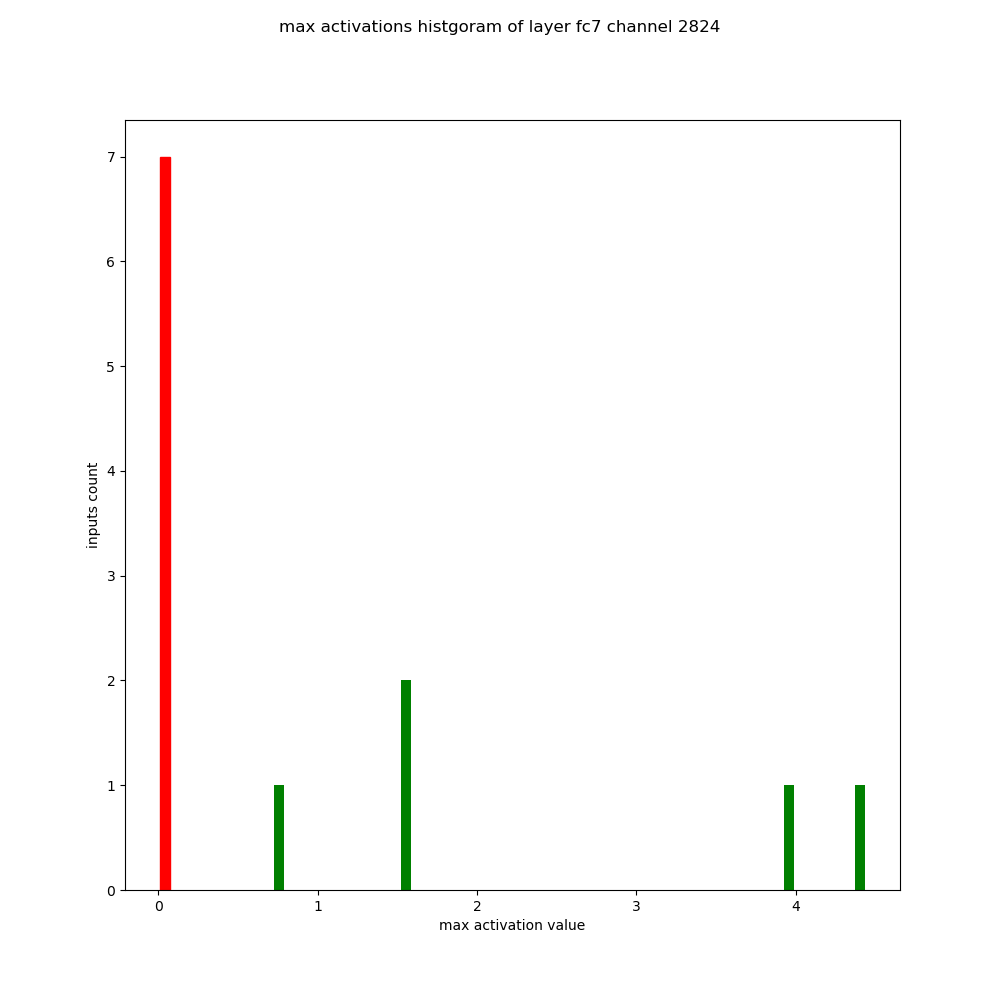 max activations histgoram of layer fc7 channel 2824
7
6
5
4
3
2
1
0
inputs count
0 1 2 3 4
max activation value